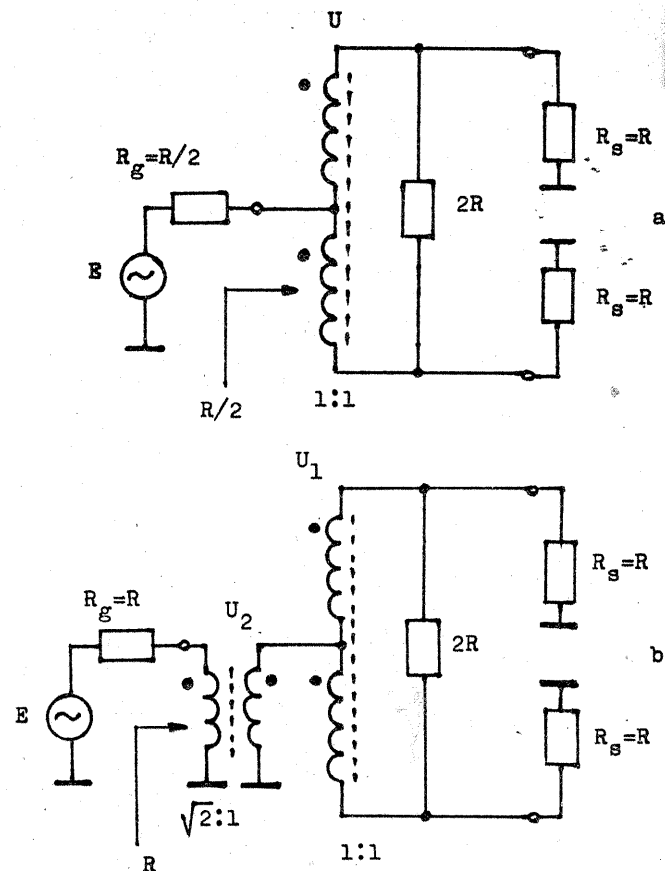 U
R_g=R/2
R_s=R
2R
a
E
R_s=R
R/2
1:1
U_1
R_g=R
U_2
R_s=R
2R
b
E
R_s=R
√2:1
1:1
R